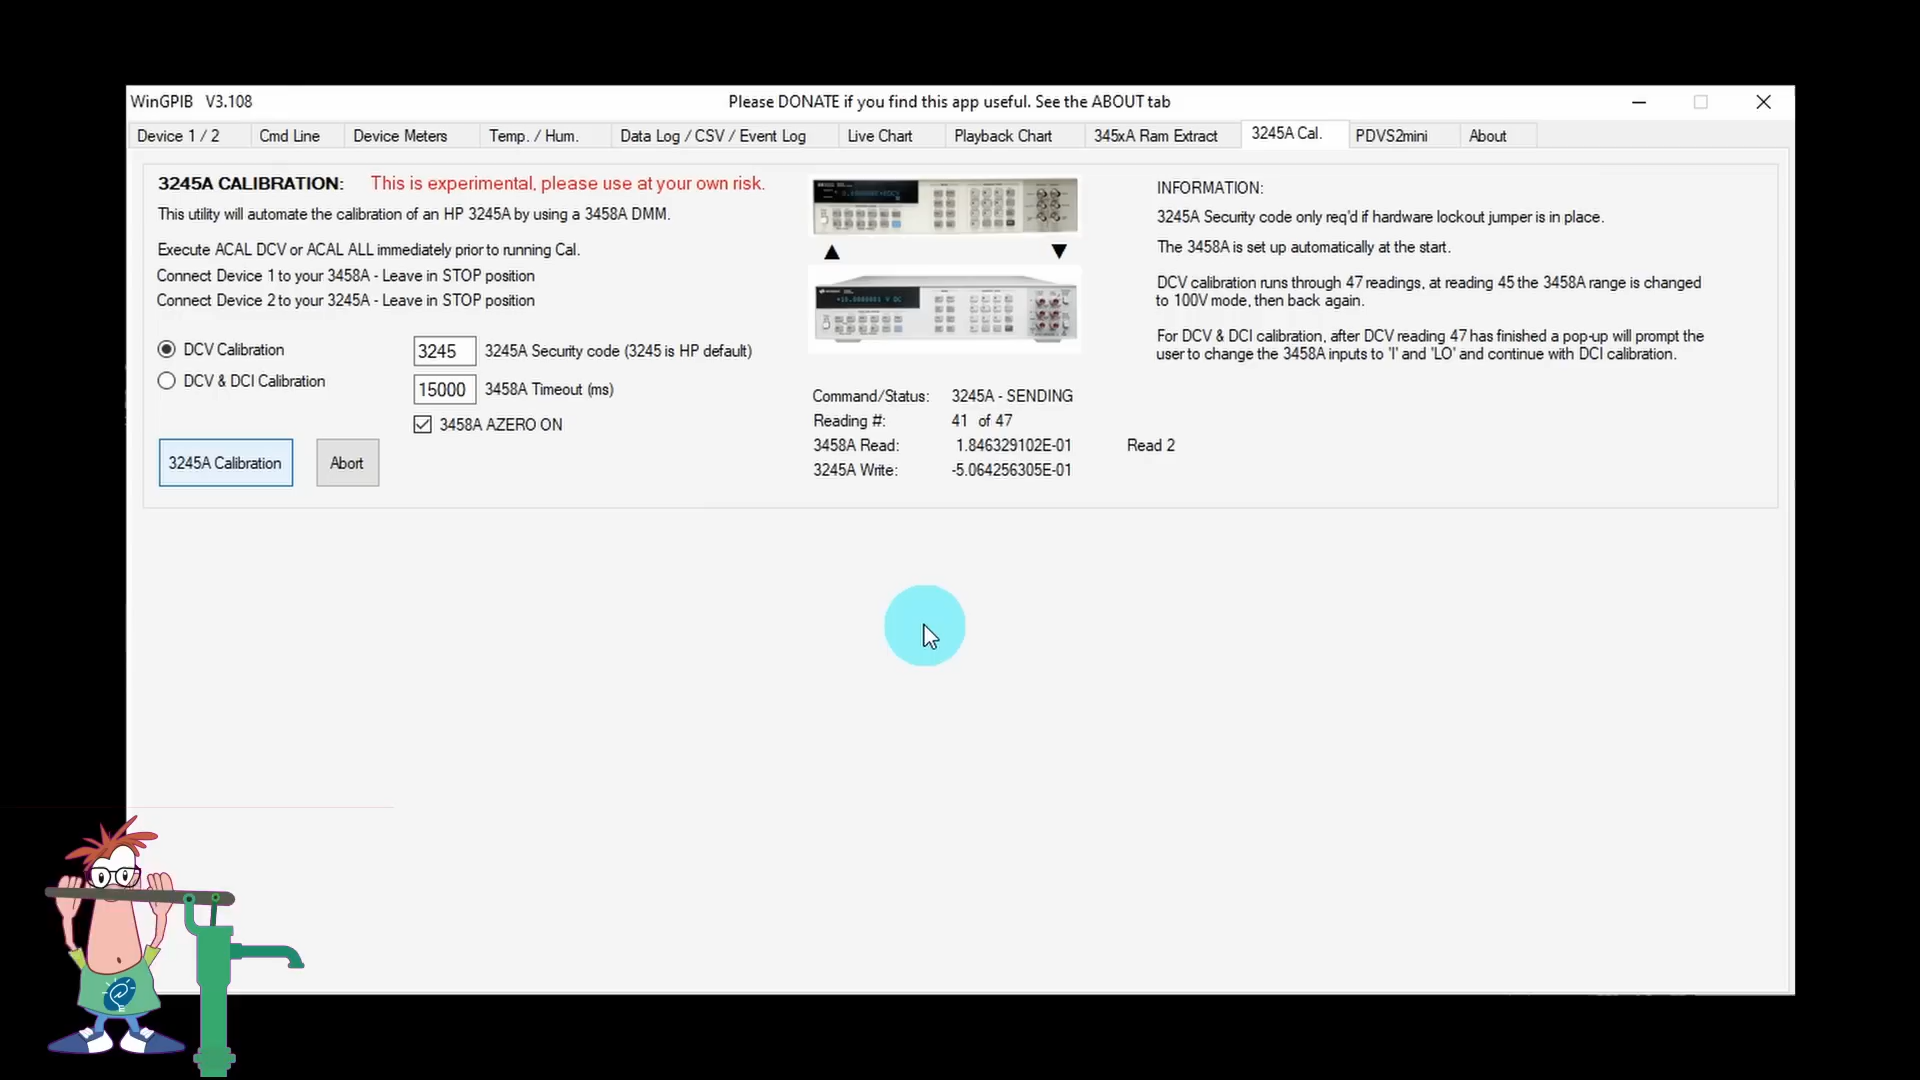 WinGPIB V3.108
Please DONATE if you find this app useful. See the ABOUT tab
Device 1 / 2
Cmd Line
Device Meters
Temp. / Hum.
Data Log / CSV / Event Log
Live Chart
Playback Chart
345xA Ram Extract
3245A Cal.
PDVS2mini
About
3245A CALIBRATION: This is experimental, please use at your own risk.
This utility will automate the calibration of an HP 3245A by using a 3458A DMM.
Execute ACAL DCV or ACAL ALL immediately prior to running Cal.
Connect Device 1 to your 3458A - Leave in STOP position
Connect Device 2 to your 3245A - Leave in STOP position
DCV Calibration
DCV & DCI Calibration
3245 3245A Security code (3245 is HP default)
15000 3458A Timeout (ms)
3458A AZERO ON
3245A Calibration
Abort
Command/Status: 3245A - SENDING
Reading #: 41 of 47
3458A Read: 1.846329102E-01 Read 2
3245A Write: -5.064256305E-01
INFORMATION:
3245A Security code only req'd if hardware lockout jumper is in place.
The 3458A is set up automatically at the start.
DCV calibration runs through 47 readings, at reading 45 the 3458A range is changed
to 100V mode, then back again.
For DCV & DCI calibration, after DCV reading 47 has finished a pop-up will prompt the
user to change the 3458A inputs to 'I' and 'LO' and continue with DCI calibration.